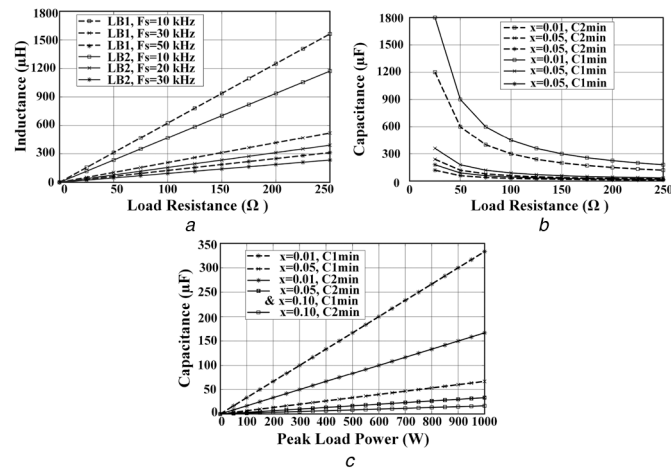 1800
1500
1200
900
600
300
0
Inductance (µH)
LB1, Fs=10 kHz
LB1, Fs=30 kHz
LB1, Fs=50 kHz
LB2, Fs=10 kHz
LB2, Fs=20 kHz
LB2, Fs=30 kHz
0 50 100 150 200 250
Load Resistance (Ω )
a
1800
1600
1400
1200
1000
800
600
400
200
0
Capacitance (µF)
x=0.01, C2min
x=0.05, C2min
x=0.05, C2min
x=0.01, C1min
x=0.05, C1min
x=0.05, C1min
0 50 100 150 200 250
Load Resistance (Ω)
b
350
300
250
200
150
100
50
0
Capacitance (µF)
x=0.01, C1min
x=0.05, C1min
x=0.01, C2min
x=0.05, C2min
& x=0.10, C1min
x=0.10, C2min
0 100 200 300 400 500 600 700 800 900 1000
Peak Load Power (W)
c